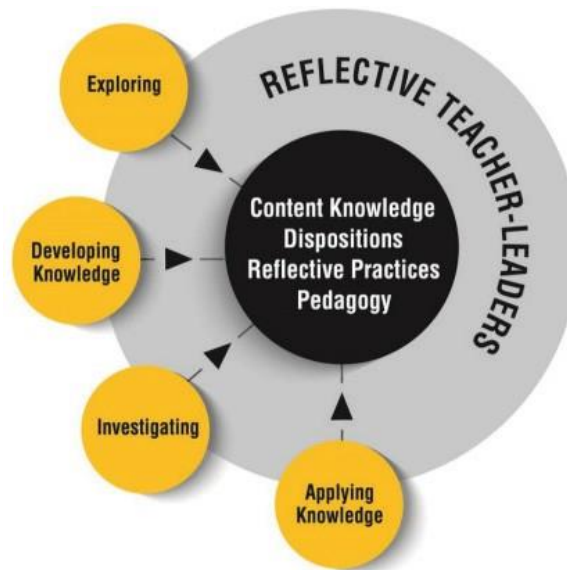 Exploring
REFLECTIVE TEACHER-LEADERS
Content Knowledge
Dispositions
Reflective Practices
Pedagogy
Developing
Knowledge
Investigating
Applying
Knowledge